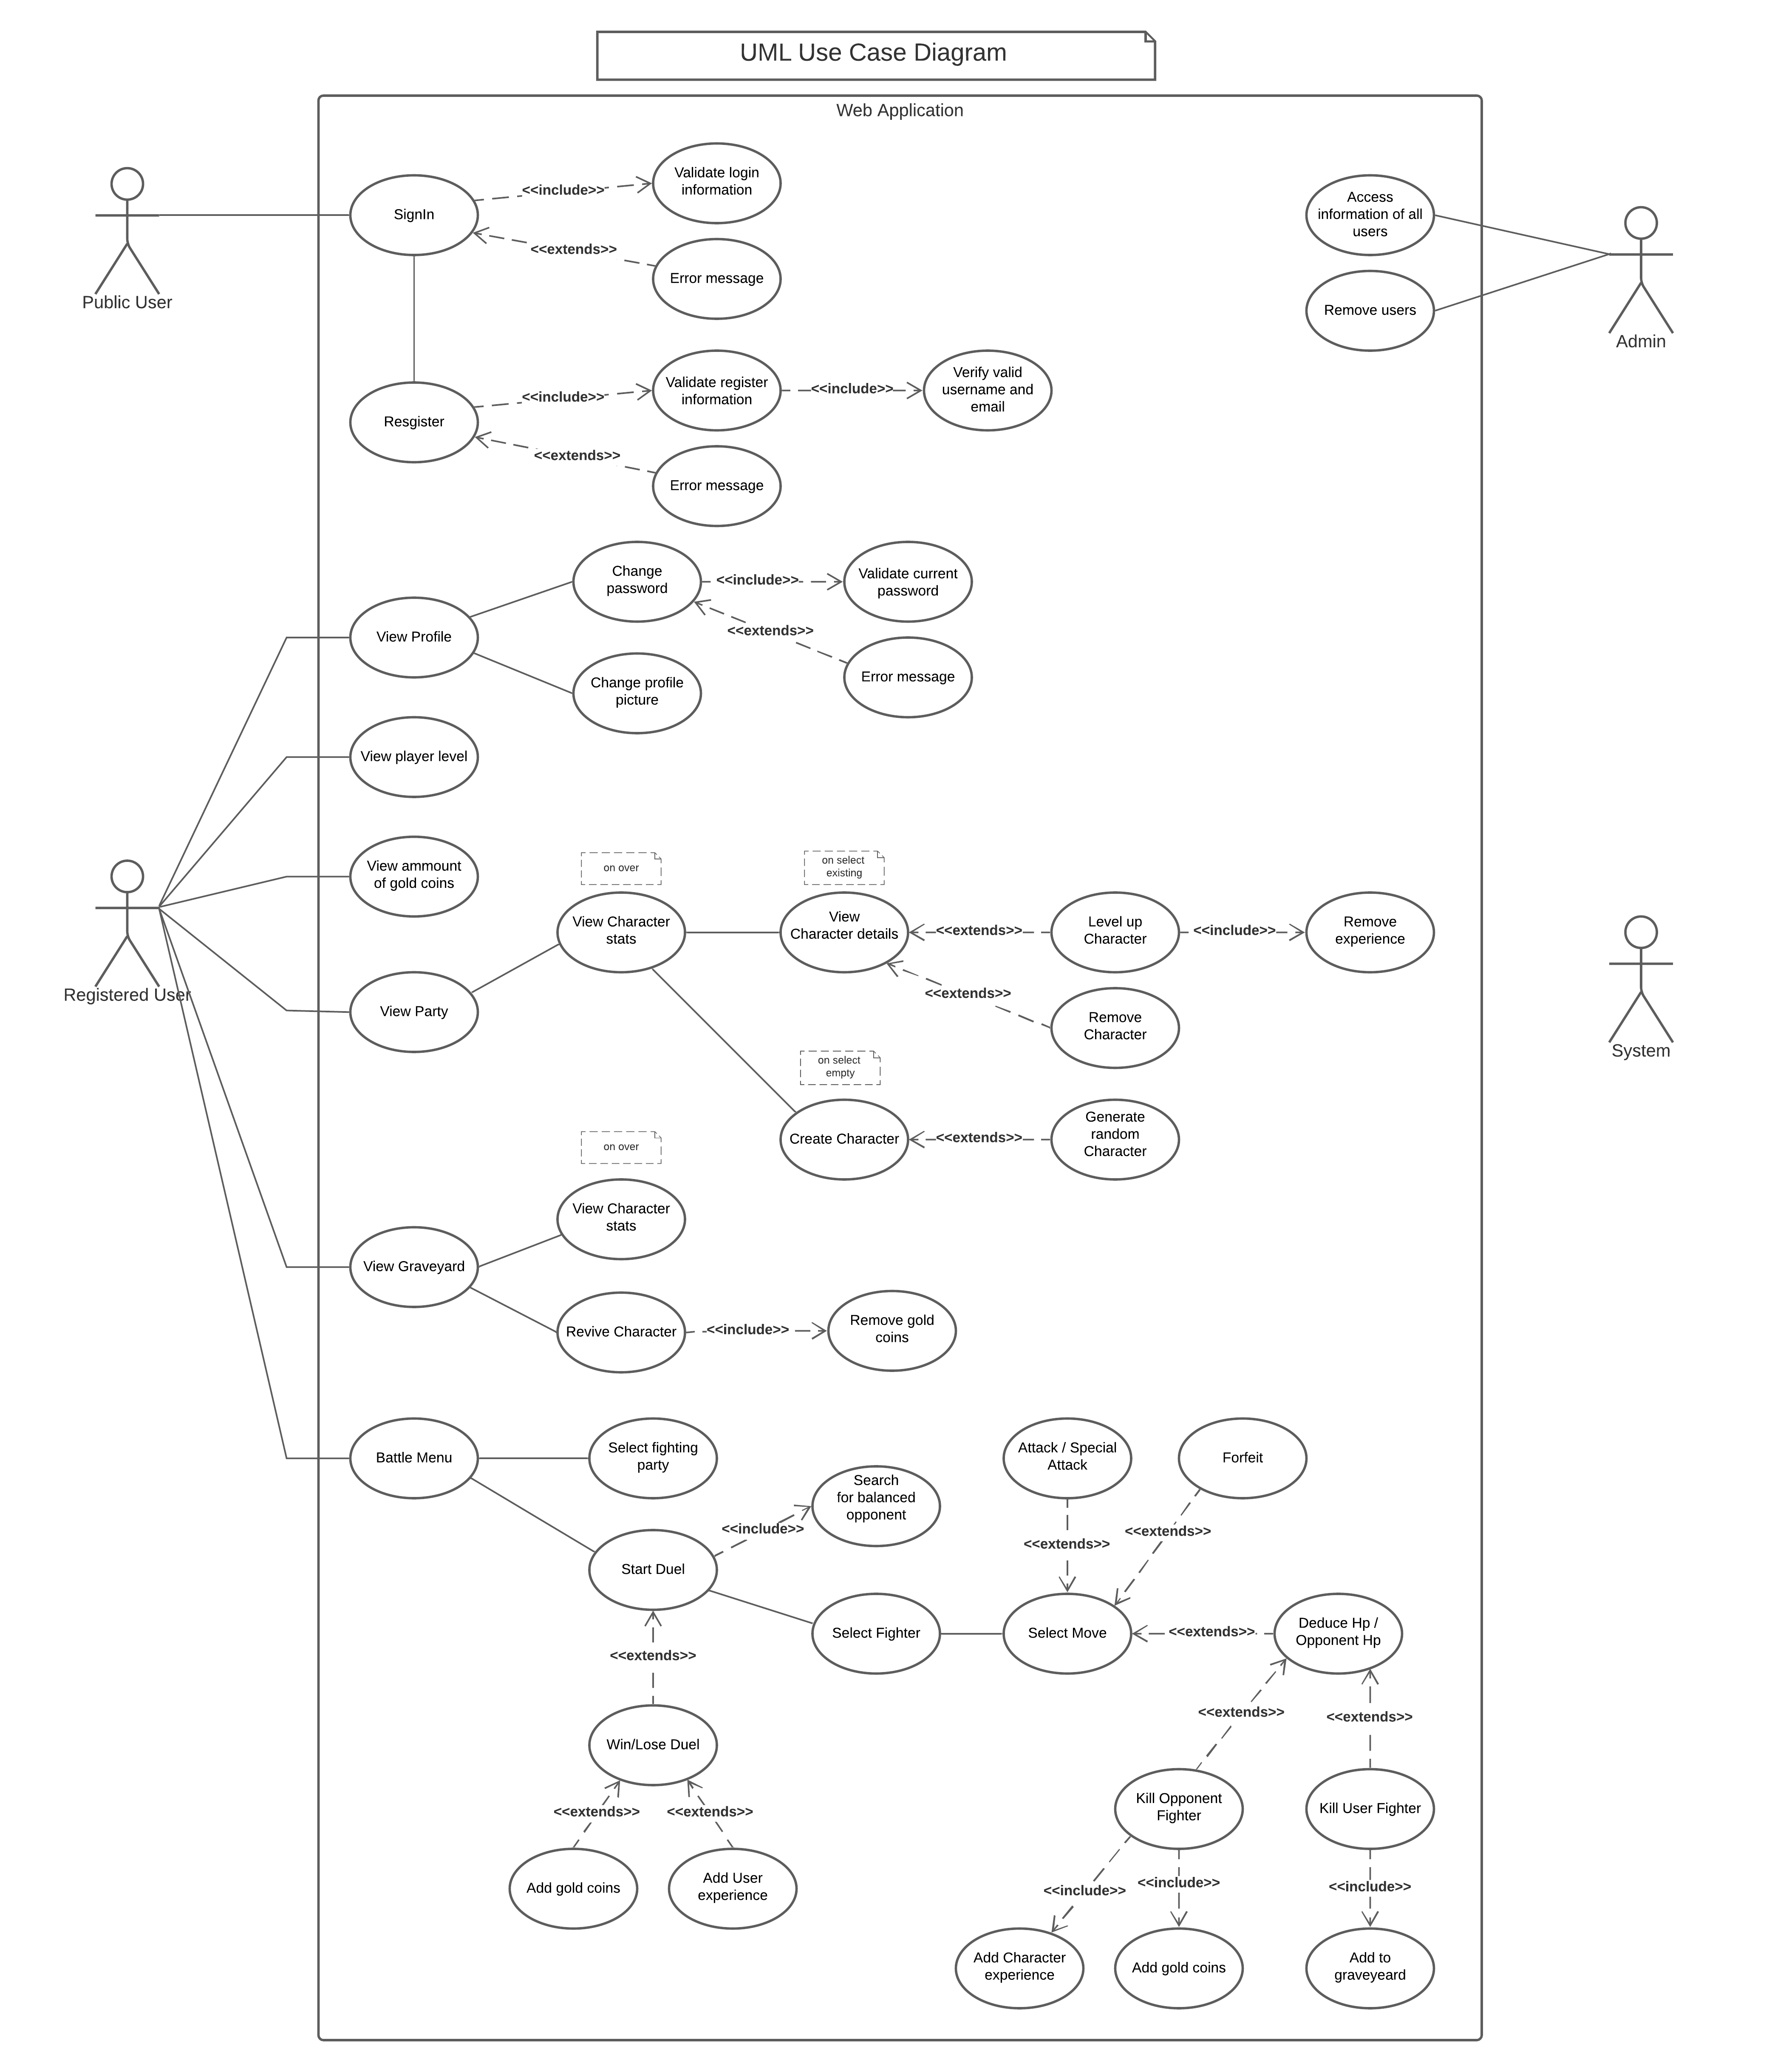 UML Use Case Diagram
Web Application
Public User
SignIn
<<include>>
Validate login
information
<<extends>>
Error message
Access
information of all
users
Remove users
Admin
Resgister
<<include>>
Validate register
information
<<include>>
Verify valid
username and
email
<<extends>>
Error message
View Profile
Change
password
<<include>>
Validate current
password
<<extends>>
Error message
Change profile
picture
View player level
View ammount
of gold coins
Registered User
View Party
on over
View Character
stats
on select
existing
View
Character details
<<extends>>
Level up
Character
<<include>>
Remove
experience
<<extends>>
Remove
Character
System
on select
empty
Create Character
<<extends>>
Generate
random
Character
on over
View Character
stats
View Graveyard
Revive Character
<<include>>
Remove gold
coins
Battle Menu
Select fighting
party
Start Duel
<<include>>
Search
for balanced
opponent
Attack / Special
Attack
Forfeit
<<extends>>
<<extends>>
Select Fighter
Select Move
<<extends>>
Deduce Hp /
Opponent Hp
<<extends>>
Win/Lose Duel
<<extends>>
<<extends>>
Add gold coins
Add User
experience
<<extends>>
<<extends>>
Kill Opponent
Fighter
Kill User Fighter
<<include>>
<<include>>
<<include>>
Add Character
experience
Add gold coins
Add to
graveyeard